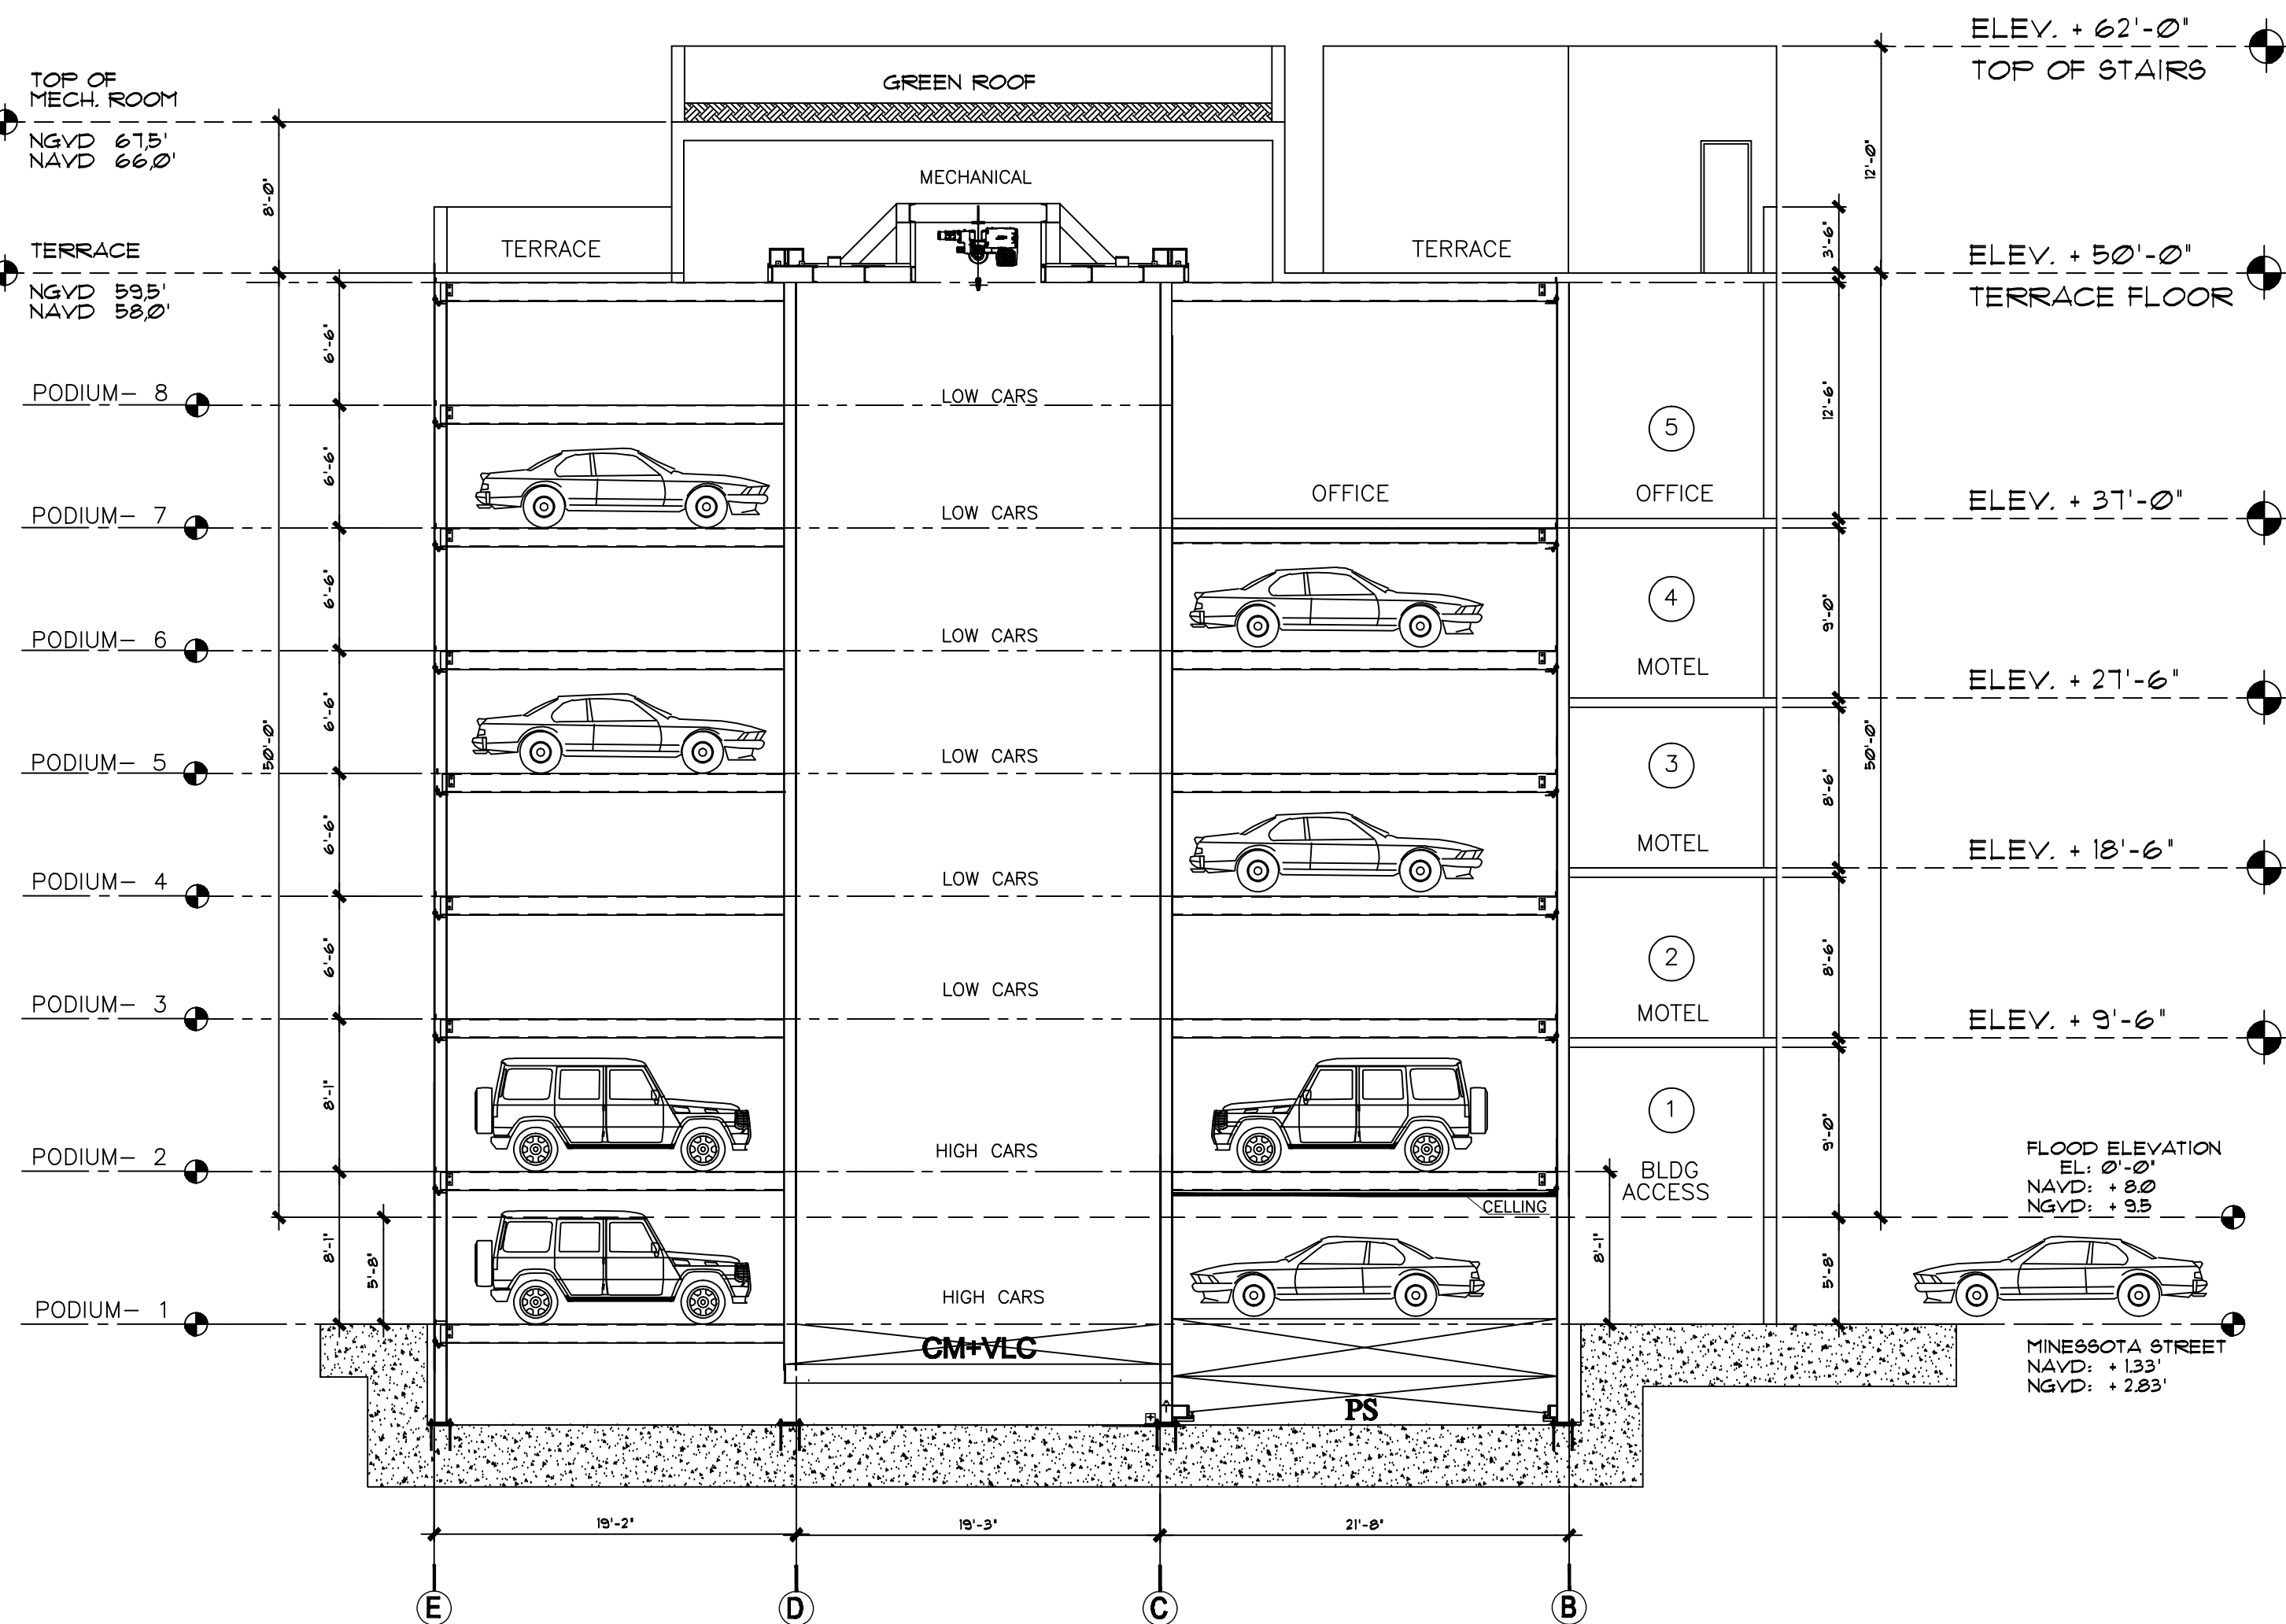 ELEV. + 62'-0"
TOP OF STAIRS
TOP OF
MECH. ROOM
NGVD 67,5'
NAVD 66,0'
GREEN ROOF
MECHANICAL
8'-0"
12'-0"
3'-6"
TERRACE
NGVD 59,5'
NAVD 58,0'
TERRACE
TERRACE
ELEV. + 50'-0"
TERRACE FLOOR
6'-6"
PODIUM- 8
LOW CARS
12'-6"
5
6'-6"
OFFICE
OFFICE
ELEV. + 37'-0"
PODIUM- 7
LOW CARS
6'-6"
4
9'-0"
PODIUM- 6
LOW CARS
MOTEL
ELEV. + 27'-6"
6'-6"
50'-0"
50'-0"
PODIUM- 5
LOW CARS
3
8'-6"
6'-6"
MOTEL
ELEV. + 18'-6"
PODIUM- 4
LOW CARS
6'-6"
2
8'-6"
PODIUM- 3
LOW CARS
MOTEL
ELEV. + 9'-6"
8'-1"
1
9'-0"
PODIUM- 2
HIGH CARS
BLDG
ACCESS
FLOOD ELEVATION
EL: 0'-0"
NAVD: + 8.0
NGVD: + 9.5
CELLING
8'-1"
5'-8"
8'-1"
5'-8"
PODIUM- 1
HIGH CARS
CM+VLC
MINESSOTA STREET
NAVD: + 1.33'
NGVD: + 2.83'
PS
19'-2"
19'-3"
21'-8"
E
D
C
B